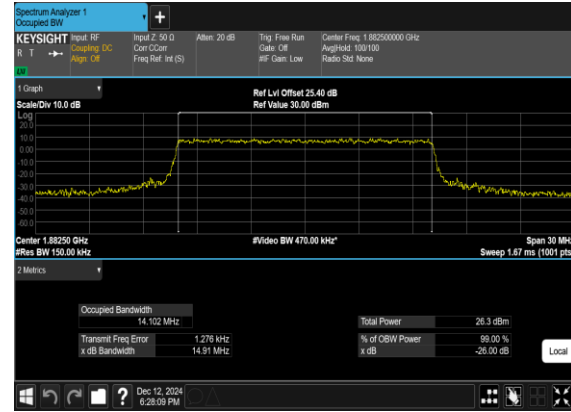 Spectrum Analyzer 1
Occupied BW
KEYSIGHT Input: RF Input Z: 50 Ω Atten: 20 dB Trig: Free Run Center Freq: 1.882500000 GHz
R T Coupling: DC Corr CCorr Gate: Off Avg|Hold: 100/100
Align: Off Freq Ref: Int (S) #IF Gain: Low Radio Std: None
LU
1 Graph Ref Lvl Offset 25.40 dB
Scale/Div 10.0 dB Ref Value 30.00 dBm
Log
20.0
10.0
0.00
-10.0
-20.0
-30.0
-40.0
-50.0
-60.0
Center 1.88250 GHz #Video BW 470.00 kHz* Span 30 MHz
#Res BW 150.00 kHz Sweep 1.67 ms (1001 pts
2 Metrics
Occupied Bandwidth
14.102 MHz Total Power 26.3 dBm
Transmit Freq Error 1.276 kHz % of OBW Power 99.00 %
x dB Bandwidth 14.91 MHz x dB -26.00 dB
Local
? Dec 12, 2024
6:28:09 PM